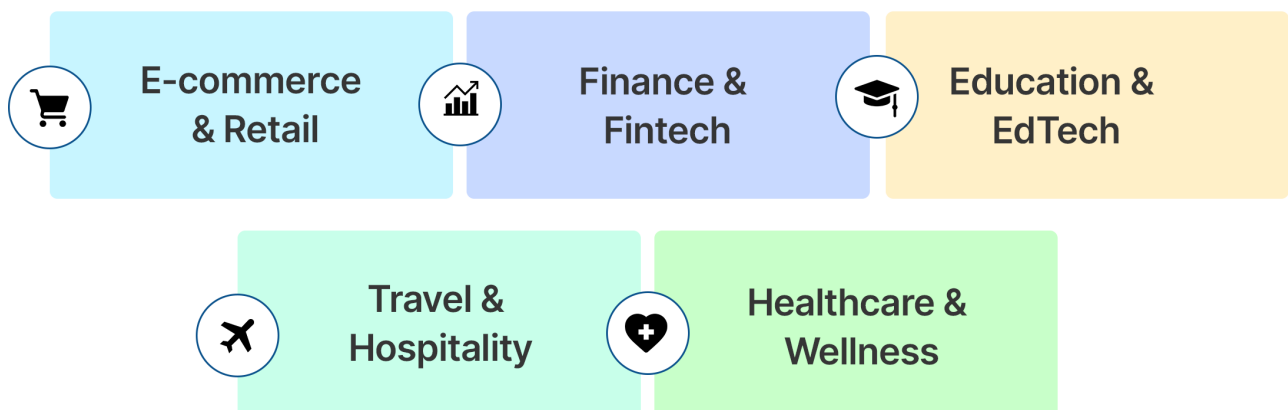 E-commerce
& Retail
Finance &
Fintech
Education &
EdTech
Travel &
Hospitality
Healthcare &
Wellness